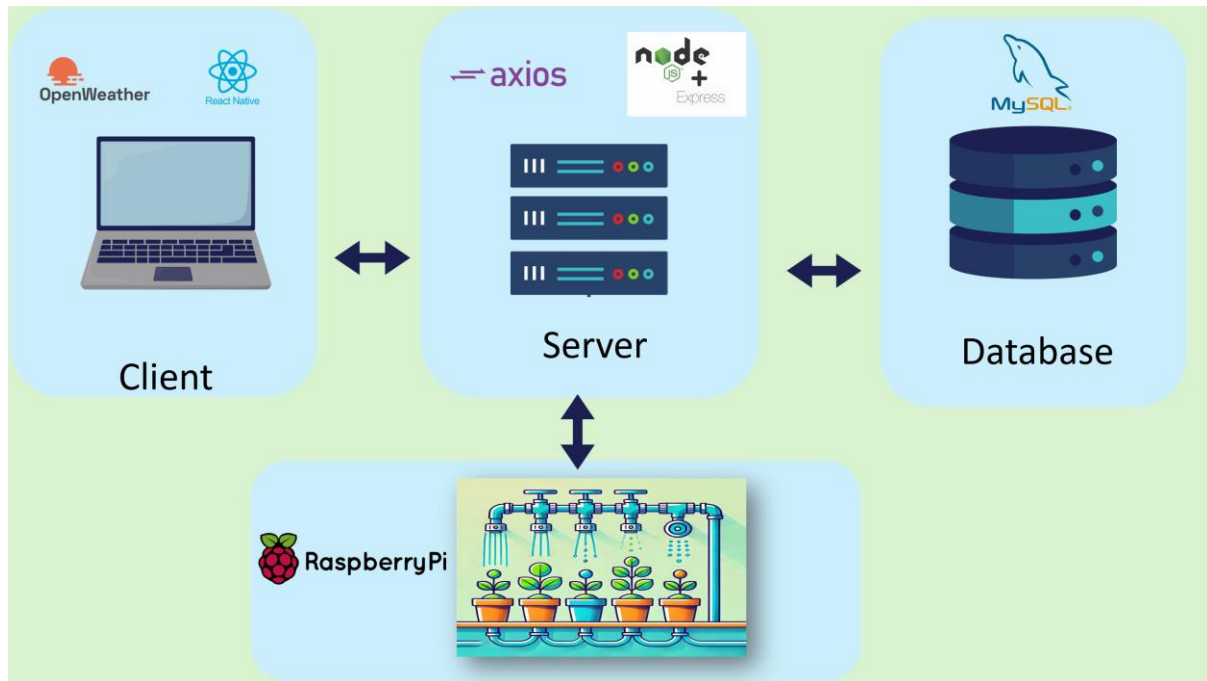 OpenWeather
React Native
Client
axios
node
JS
+
Express
Server
MySQL
Database
RaspberryPi